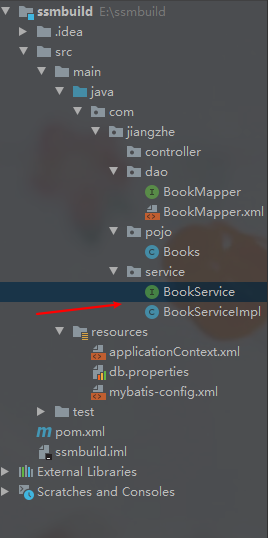 ssmbuild E:\ssmbuild
.idea
src
main
java
com
jiangzhe
controller
dao
BookMapper
BookMapper.xml
pojo
Books
service
BookService
BookServiceImpl
resources
applicationContext.xml
db.properties
mybatis-config.xml
test
pom.xml
ssmbuild.iml
External Libraries
Scratches and Consoles